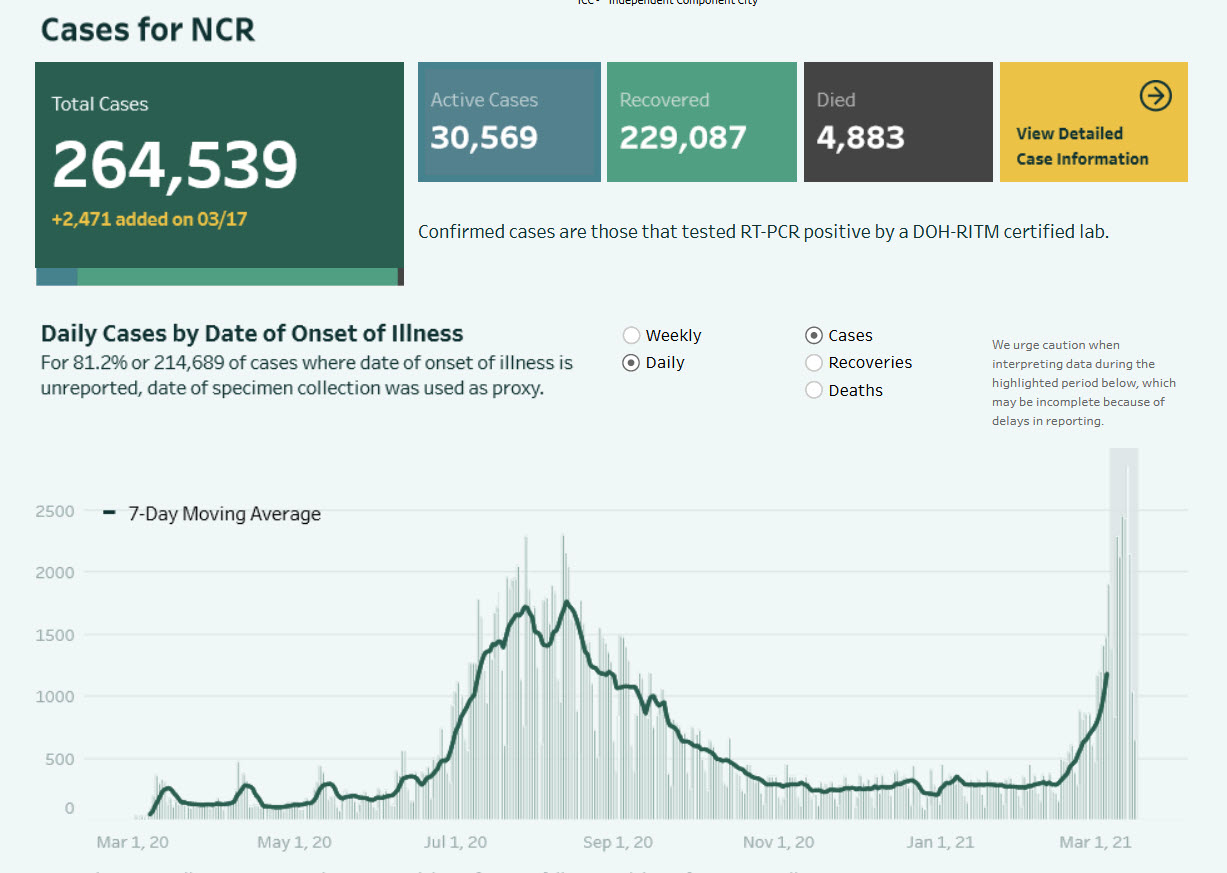 ICC - Independent Component City
Cases for NCR
Total Cases
264,539
+2,471 added on 03/17
Active Cases
30,569
Recovered
229,087
Died
4,883
View Detailed
Case Information
Confirmed cases are those that tested RT-PCR positive by a DOH-RITM certified lab.
Daily Cases by Date of Onset of Illness
For 81.2% or 214,689 of cases where date of onset of illness is
unreported, date of specimen collection was used as proxy.
Weekly
Daily
Cases
Recoveries
Deaths
We urge caution when
interpreting data during the
highlighted period below, which
may be incomplete because of
delays in reporting.
7-Day Moving Average
2500
2000
1500
1000
500
0
Mar 1, 20
May 1, 20
Jul 1, 20
Sep 1, 20
Nov 1, 20
Jan 1, 21
Mar 1, 21